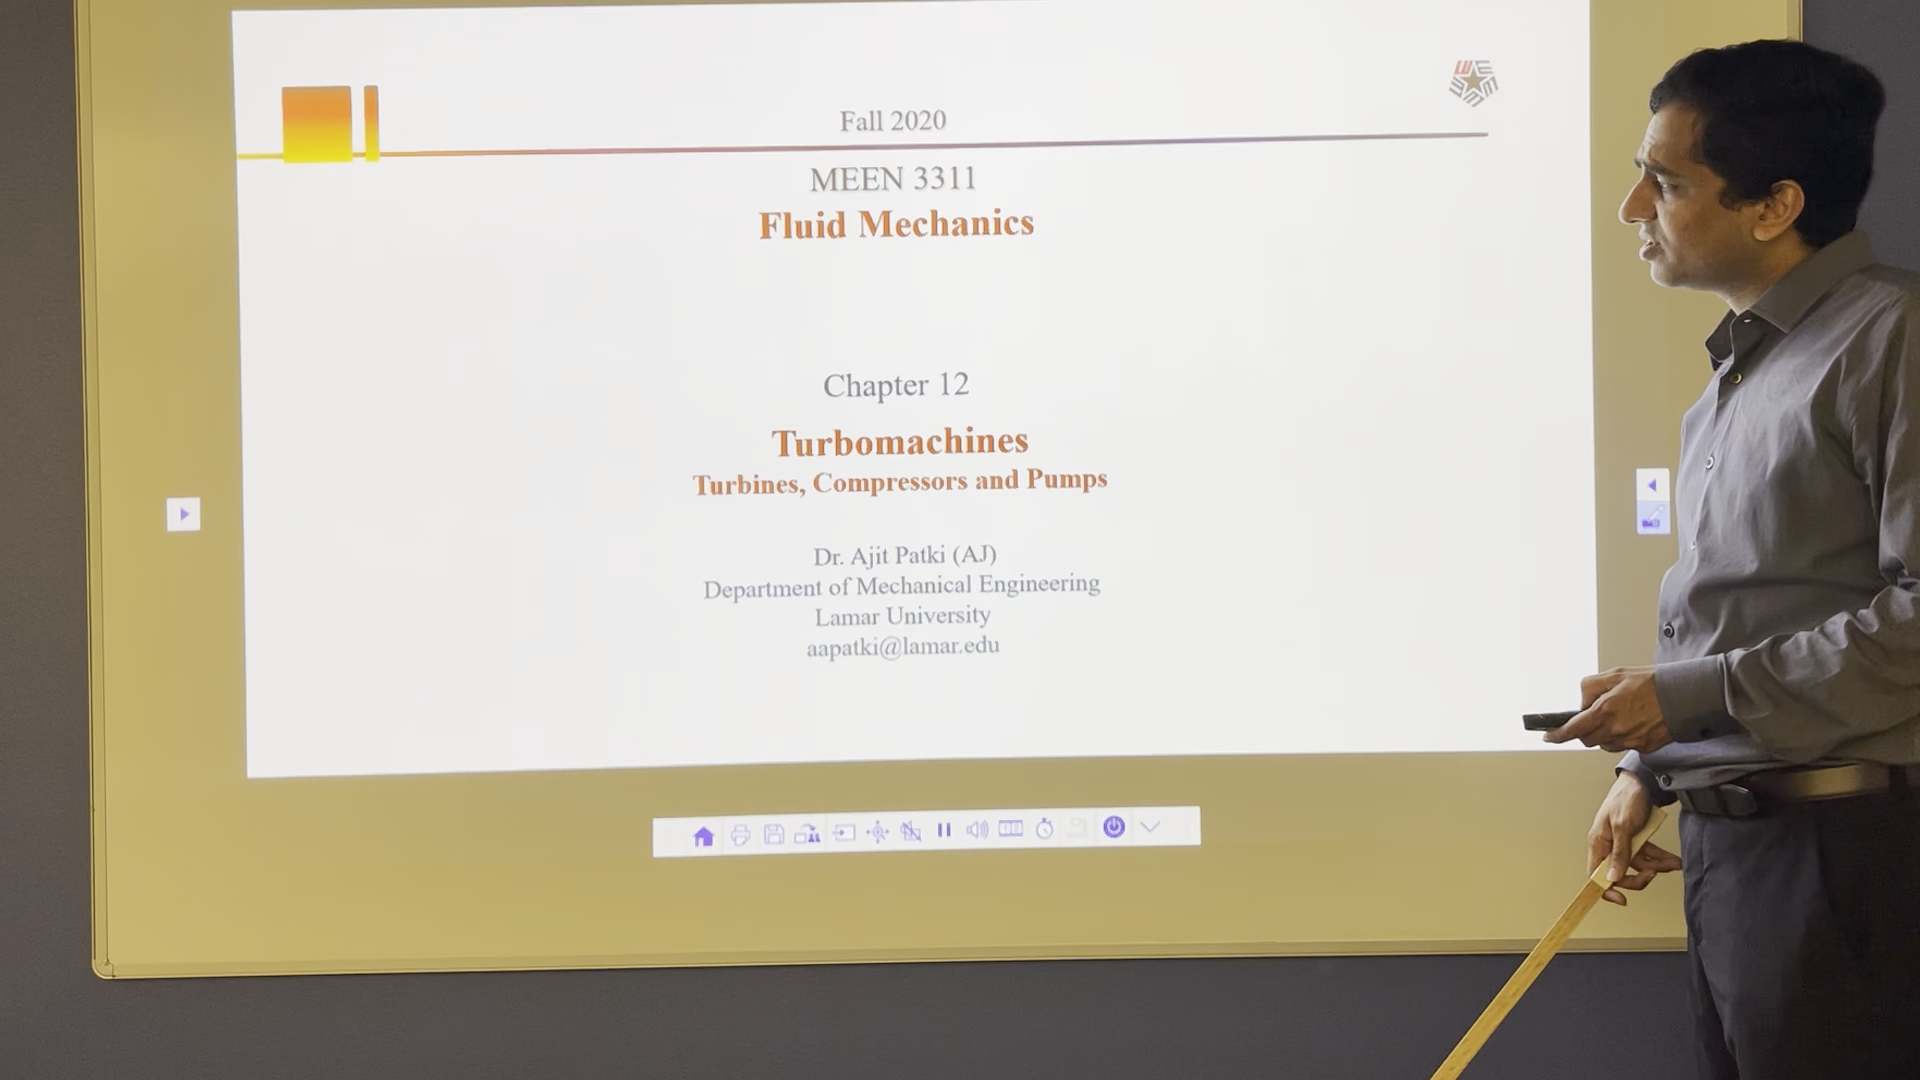 Fall 2020
MEEN 3311
Fluid Mechanics
Chapter 12
Turbomachines
Turbines, Compressors and Pumps
Dr. Ajit Patki (AJ)
Department of Mechanical Engineering
Lamar University
aapatki@lamar.edu